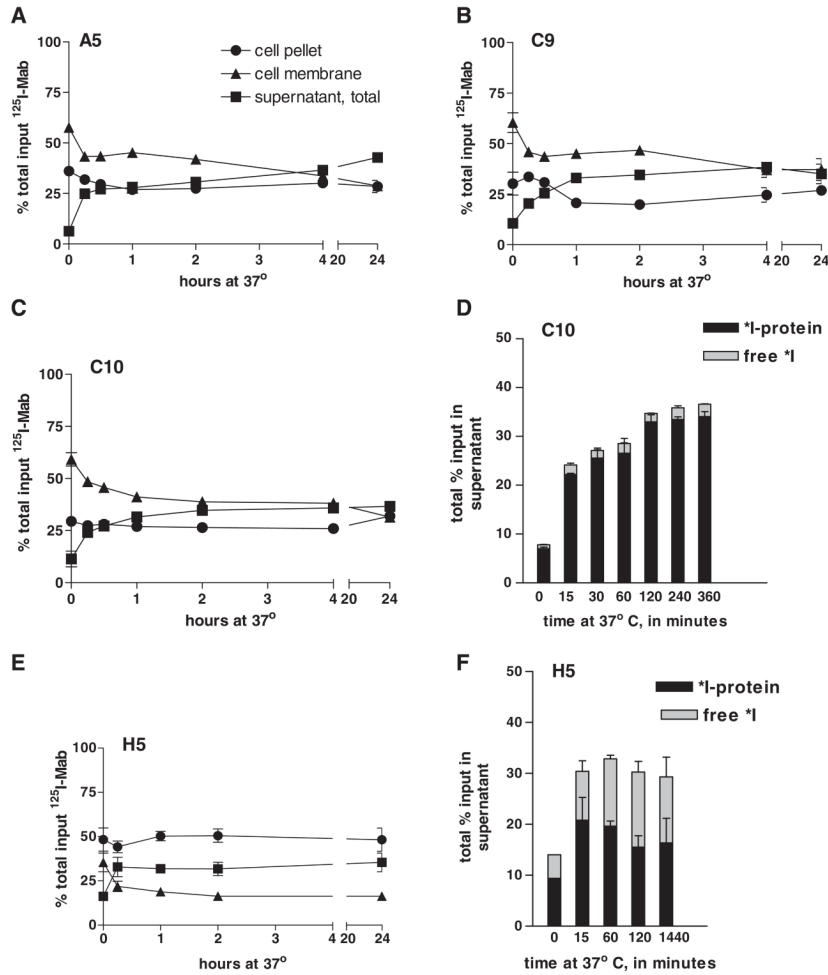 A
A5
100
75
50
25
0
% total input 125I-Mab
cell pellet
cell membrane
supernatant, total
0 1 2 3 4 20 24
hours at 37o
B
C9
100
75
50
25
0
% total input 125I-Mab
0 1 2 3 4 20 24
hours at 37o
C
C10
100
75
50
25
0
% total input 125I-Mab
0 1 2 3 4 20 24
hours at 37o
D
C10
*I-protein
free *I
50
40
30
20
10
0
total % input in
supernatant
0 15 30 60 120 240 360
time at 37o C, in minutes
E
H5
100
75
50
25
0
% total input 125I-Mab
0 1 2 3 4 20 24
hours at 37o
F
H5
*I-protein
free *I
50
40
30
20
10
0
total % input in
supernatant
0 15 60 120 1440
time at 37o C, in minutes